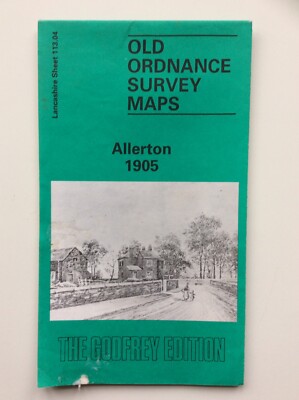 Lancashire Sheet 113.04
OLD
ORDNANCE
SURVEY
MAPS
Allerton
1905
THE GODFREY EDITION